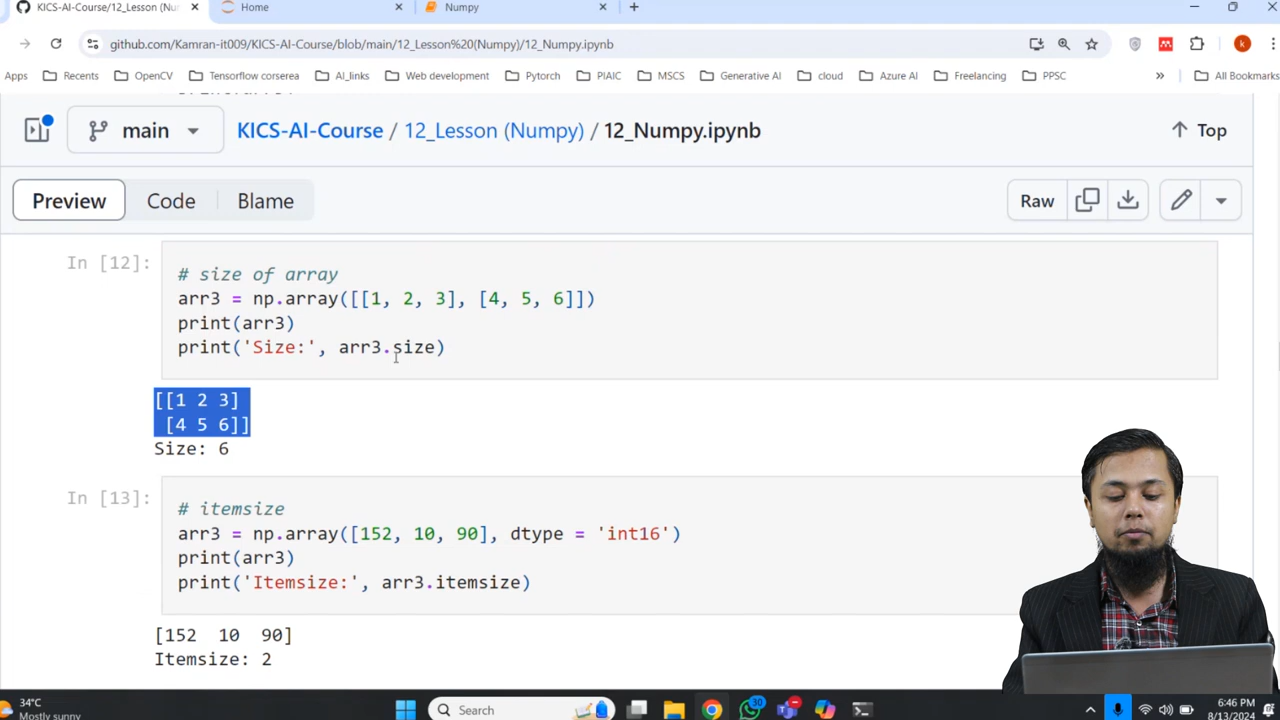 KICS-AI-Course/12_Lesson (Nu
Home
Numpy
github.com/Kamran-it009/KICS-AI-Course/blob/main/12_Lesson%20(Numpy)/12_Numpy.ipynb
k
Apps
Recents
OpenCV
Tensorflow corserea
AI_links
Web development
Pytorch
PIAIC
MSCS
Generative AI
cloud
Azure AI
Freelancing
PPSC
»
All Bookmarks
main
KICS-AI-Course / 12_Lesson (Numpy) / 12_Numpy.ipynb
Top
Preview
Code
Blame
Raw
In [12]:
# size of array
arr3 = np.array([[1, 2, 3], [4, 5, 6]])
print(arr3)
print('Size:', arr3.size)
[[1 2 3]
[4 5 6]]
Size: 6
In [13]:
# itemsize
arr3 = np.array([152, 10, 90], dtype = 'int16')
print(arr3)
print('Itemsize:', arr3.itemsize)
[152 10 90]
Itemsize: 2
34°C
Mostly sunny
Search
30
6:46 PM
8/13/2024